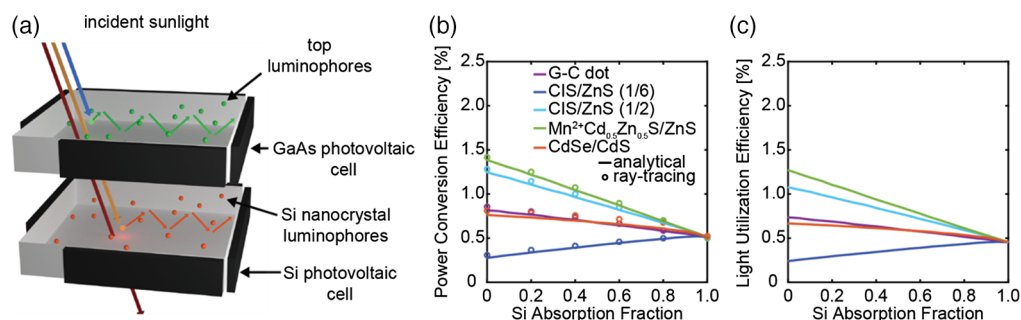 (a)
incident sunlight
top
luminophores
GaAs photovoltaic
cell
Si nanocrystal
luminophores
Si photovoltaic
cell
(b)
Power Conversion Efficiency [%]
2.5
2.0
1.5
1.0
0.5
0
G-C dot
CIS/ZnS (1/6)
CIS/ZnS (1/2)
Mn²⁺Cd₀.₅Zn₀.₅S/ZnS
CdSe/CdS
analytical
ray-tracing
0 0.2 0.4 0.6 0.8 1.0
Si Absorption Fraction
(c)
Light Utilization Efficiency [%]
2.5
2.0
1.5
1.0
0.5
0
0 0.2 0.4 0.6 0.8 1.0
Si Absorption Fraction